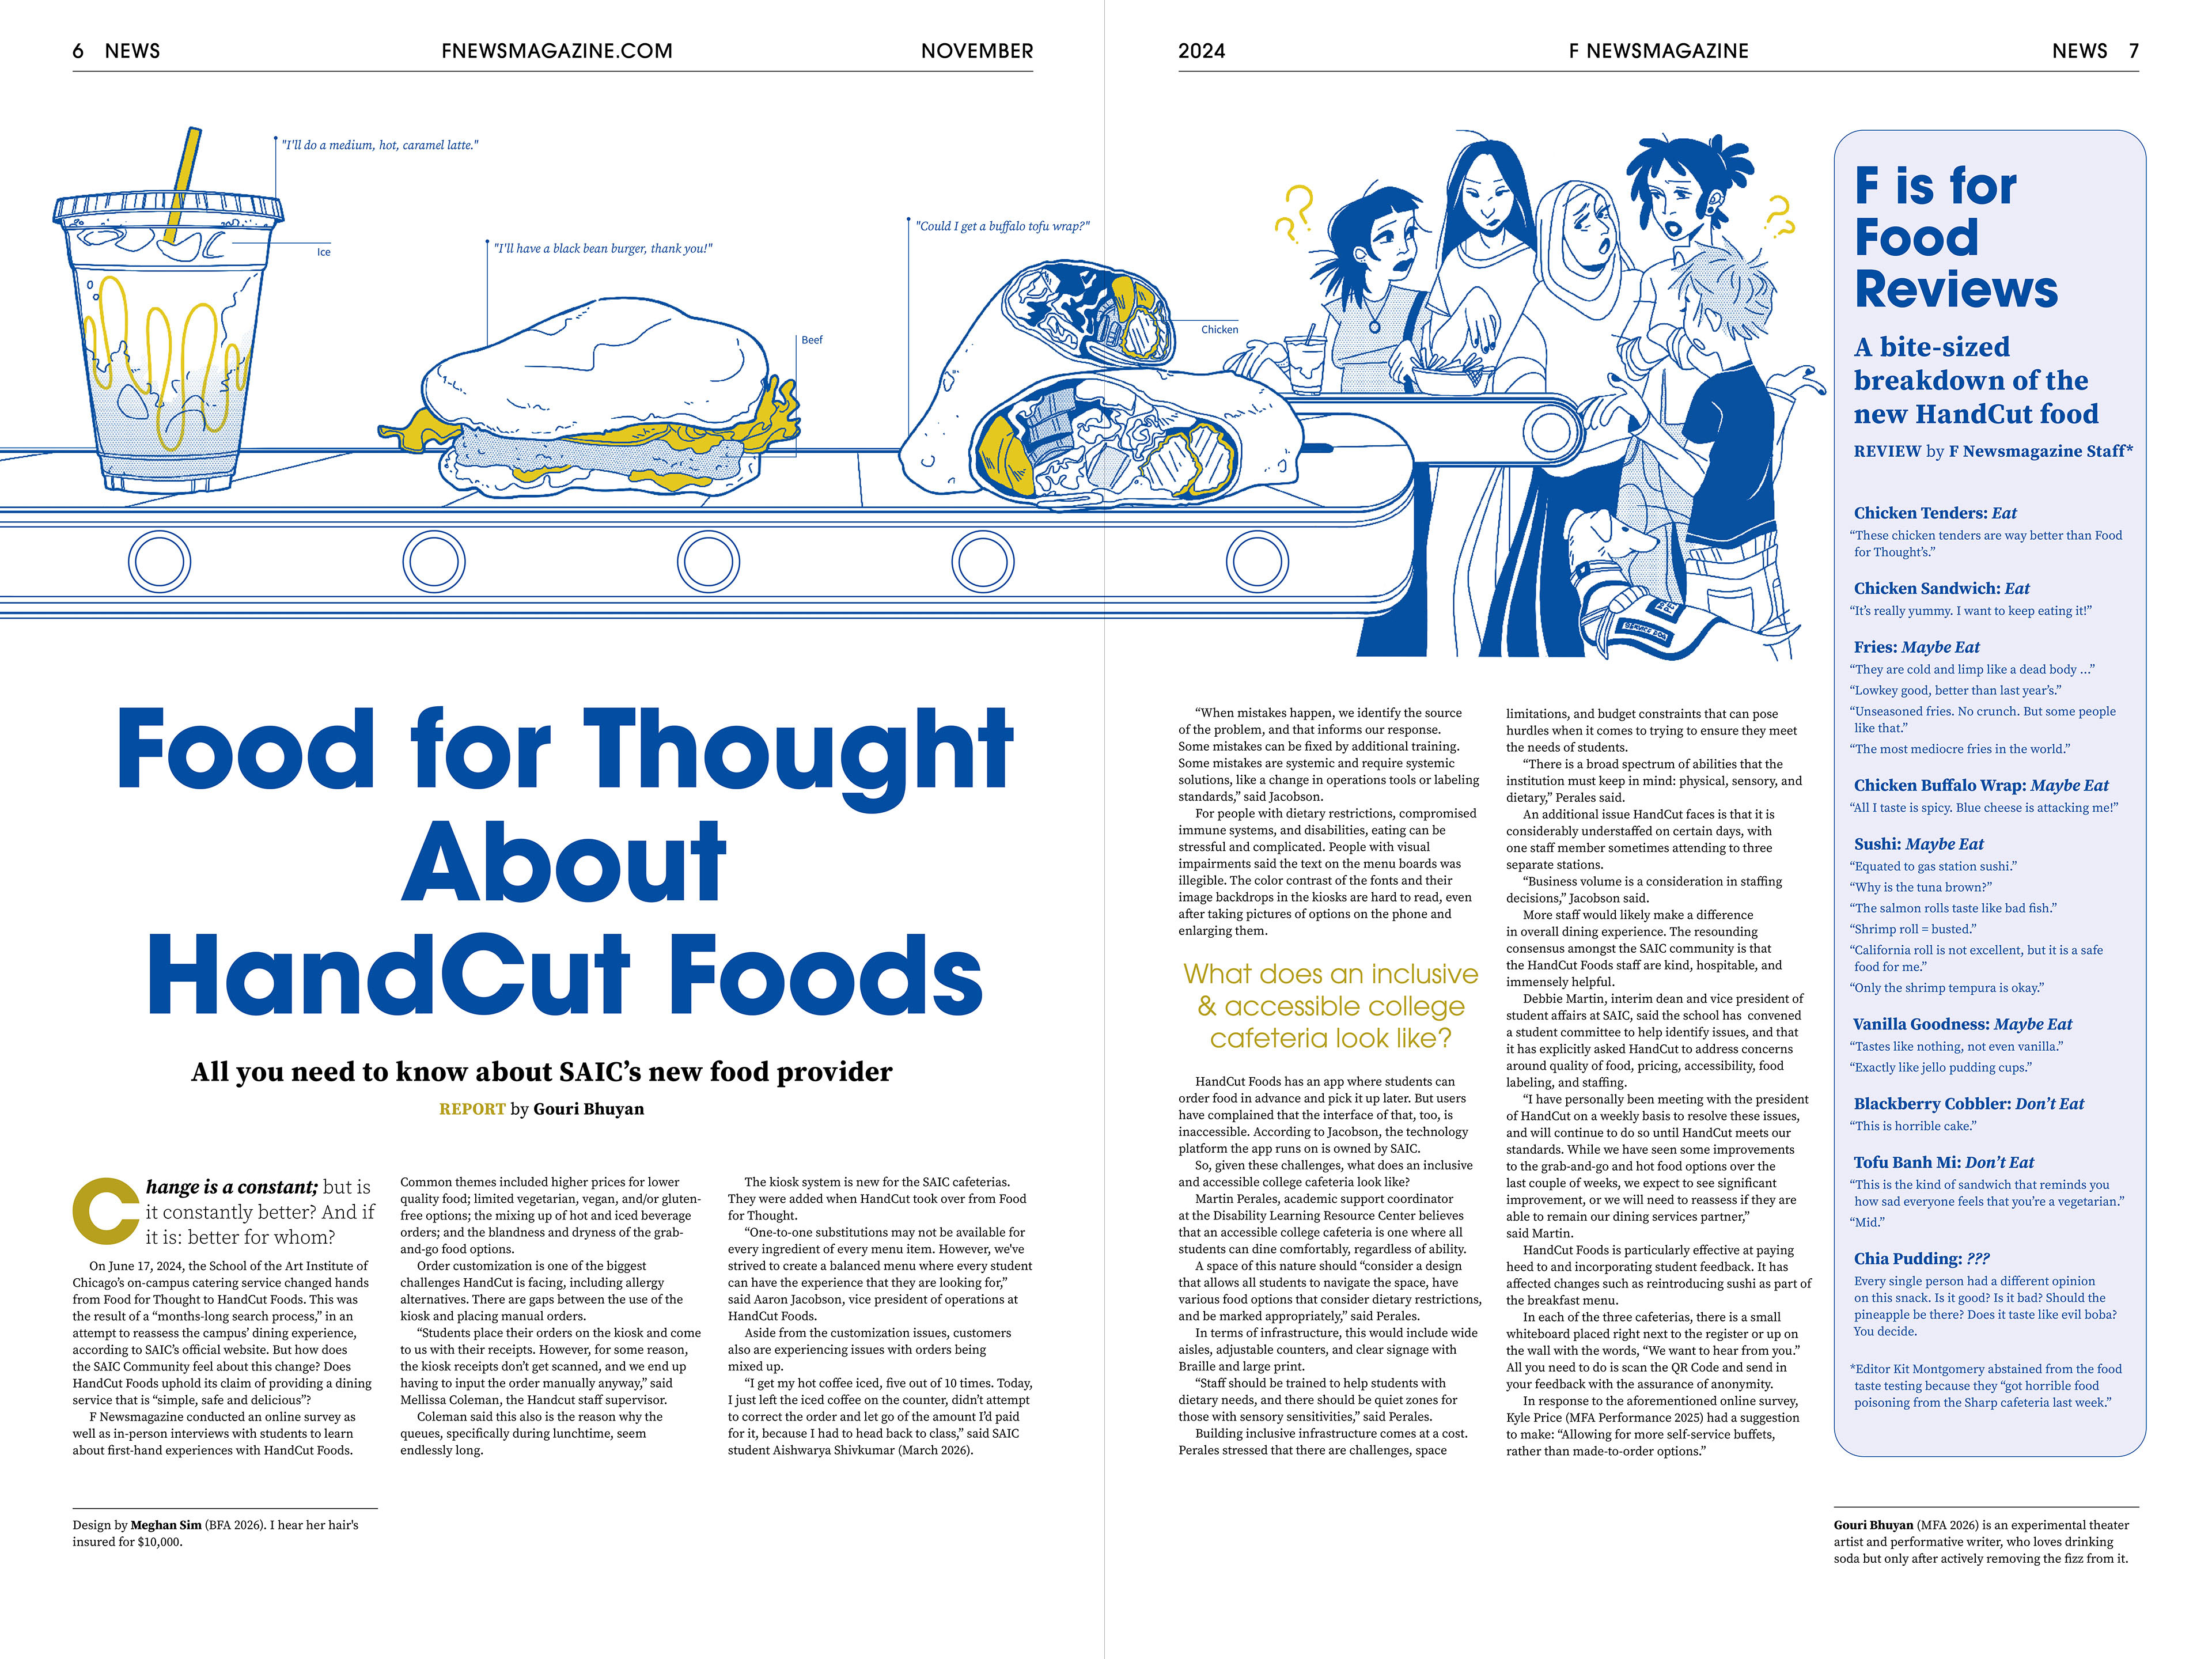 6 NEWS
FNEWSMAGAZINE.COM
NOVEMBER
2024
F NEWSMAGAZINE
NEWS 7
"I'll do a medium, hot, caramel latte."
Ice
"I'll have a black bean burger, thank you!"
Beef
"Could I get a buffalo tofu wrap?"
Chicken
SERVICE DOG
Food for Thought
About
HandCut Foods
All you need to know about SAIC’s new food provider
REPORT by Gouri Bhuyan
Change is a constant; but is
it constantly better? And if
it is: better for whom?
On June 17, 2024, the School of the Art Institute of
Chicago’s on-campus catering service changed hands
from Food for Thought to HandCut Foods. This was
the result of a “months-long search process,” in an
attempt to reassess the campus’ dining experience,
according to SAIC’s official website. But how does
the SAIC Community feel about this change? Does
HandCut Foods uphold its claim of providing a dining
service that is “simple, safe and delicious”?
F Newsmagazine conducted an online survey as
well as in-person interviews with students to learn
about first-hand experiences with HandCut Foods.
Common themes included higher prices for lower
quality food; limited vegetarian, vegan, and/or gluten-
free options; the mixing up of hot and iced beverage
orders; and the blandness and dryness of the grab-
and-go food options.
Order customization is one of the biggest
challenges HandCut is facing, including allergy
alternatives. There are gaps between the use of the
kiosk and placing manual orders.
“Students place their orders on the kiosk and come
to us with their receipts. However, for some reason,
the kiosk receipts don’t get scanned, and we end up
having to input the order manually anyway,” said
Mellissa Coleman, the Handcut staff supervisor.
Coleman said this also is the reason why the
queues, specifically during lunchtime, seem
endlessly long.
The kiosk system is new for the SAIC cafeterias.
They were added when HandCut took over from Food
for Thought.
“One-to-one substitutions may not be available for
every ingredient of every menu item. However, we've
strived to create a balanced menu where every student
can have the experience that they are looking for,”
said Aaron Jacobson, vice president of operations at
HandCut Foods.
Aside from the customization issues, customers
also are experiencing issues with orders being
mixed up.
“I get my hot coffee iced, five out of 10 times. Today,
I just left the iced coffee on the counter, didn’t attempt
to correct the order and let go of the amount I’d paid
for it, because I had to head back to class,” said SAIC
student Aishwarya Shivkumar (March 2026).
“When mistakes happen, we identify the source
of the problem, and that informs our response.
Some mistakes can be fixed by additional training.
Some mistakes are systemic and require systemic
solutions, like a change in operations tools or labeling
standards,” said Jacobson.
For people with dietary restrictions, compromised
immune systems, and disabilities, eating can be
stressful and complicated. People with visual
impairments said the text on the menu boards was
illegible. The color contrast of the fonts and their
image backdrops in the kiosks are hard to read, even
after taking pictures of options on the phone and
enlarging them.
What does an inclusive
& accessible college
cafeteria look like?
HandCut Foods has an app where students can
order food in advance and pick it up later. But users
have complained that the interface of that, too, is
inaccessible. According to Jacobson, the technology
platform the app runs on is owned by SAIC.
So, given these challenges, what does an inclusive
and accessible college cafeteria look like?
Martin Perales, academic support coordinator
at the Disability Learning Resource Center believes
that an accessible college cafeteria is one where all
students can dine comfortably, regardless of ability.
A space of this nature should “consider a design
that allows all students to navigate the space, have
various food options that consider dietary restrictions,
and be marked appropriately,” said Perales.
In terms of infrastructure, this would include wide
aisles, adjustable counters, and clear signage with
Braille and large print.
“Staff should be trained to help students with
dietary needs, and there should be quiet zones for
those with sensory sensitivities,” said Perales.
Building inclusive infrastructure comes at a cost.
Perales stressed that there are challenges, space
limitations, and budget constraints that can pose
hurdles when it comes to trying to ensure they meet
the needs of students.
“There is a broad spectrum of abilities that the
institution must keep in mind: physical, sensory, and
dietary,” Perales said.
An additional issue HandCut faces is that it is
considerably understaffed on certain days, with
one staff member sometimes attending to three
separate stations.
“Business volume is a consideration in staffing
decisions,” Jacobson said.
More staff would likely make a difference
in overall dining experience. The resounding
consensus amongst the SAIC community is that
the HandCut Foods staff are kind, hospitable, and
immensely helpful.
Debbie Martin, interim dean and vice president of
student affairs at SAIC, said the school has convened
a student committee to help identify issues, and that
it has explicitly asked HandCut to address concerns
around quality of food, pricing, accessibility, food
labeling, and staffing.
“I have personally been meeting with the president
of HandCut on a weekly basis to resolve these issues,
and will continue to do so until HandCut meets our
standards. While we have seen some improvements
to the grab-and-go and hot food options over the
last couple of weeks, we expect to see significant
improvement, or we will need to reassess if they are
able to remain our dining services partner,”
said Martin.
HandCut Foods is particularly effective at paying
heed to and incorporating student feedback. It has
affected changes such as reintroducing sushi as part of
the breakfast menu.
In each of the three cafeterias, there is a small
whiteboard placed right next to the register or up on
the wall with the words, “We want to hear from you.”
All you need to do is scan the QR Code and send in
your feedback with the assurance of anonymity.
In response to the aforementioned online survey,
Kyle Price (MFA Performance 2025) had a suggestion
to make: “Allowing for more self-service buffets,
rather than made-to-order options.”
F is for
Food
Reviews
A bite-sized
breakdown of the
new HandCut food
REVIEW by F Newsmagazine Staff*
Chicken Tenders: Eat
“These chicken tenders are way better than Food
for Thought’s.”
Chicken Sandwich: Eat
“It’s really yummy. I want to keep eating it!”
Fries: Maybe Eat
“They are cold and limp like a dead body ...”
“Lowkey good, better than last year’s.”
“Unseasoned fries. No crunch. But some people
like that.”
“The most mediocre fries in the world.”
Chicken Buffalo Wrap: Maybe Eat
“All I taste is spicy. Blue cheese is attacking me!”
Sushi: Maybe Eat
“Equated to gas station sushi.”
“Why is the tuna brown?”
“The salmon rolls taste like bad fish.”
“Shrimp roll = busted.”
“California roll is not excellent, but it is a safe
food for me.”
“Only the shrimp tempura is okay.”
Vanilla Goodness: Maybe Eat
“Tastes like nothing, not even vanilla.”
“Exactly like jello pudding cups.”
Blackberry Cobbler: Don’t Eat
“This is horrible cake.”
Tofu Banh Mi: Don’t Eat
“This is the kind of sandwich that reminds you
how sad everyone feels that you’re a vegetarian.”
“Mid.”
Chia Pudding: ???
Every single person had a different opinion
on this snack. Is it good? Is it bad? Should the
pineapple be there? Does it taste like evil boba?
You decide.
*Editor Kit Montgomery abstained from the food
taste testing because they “got horrible food
poisoning from the Sharp cafeteria last week.”
Design by Meghan Sim (BFA 2026). I hear her hair's
insured for $10,000.
Gouri Bhuyan (MFA 2026) is an experimental theater
artist and performative writer, who loves drinking
soda but only after actively removing the fizz from it.